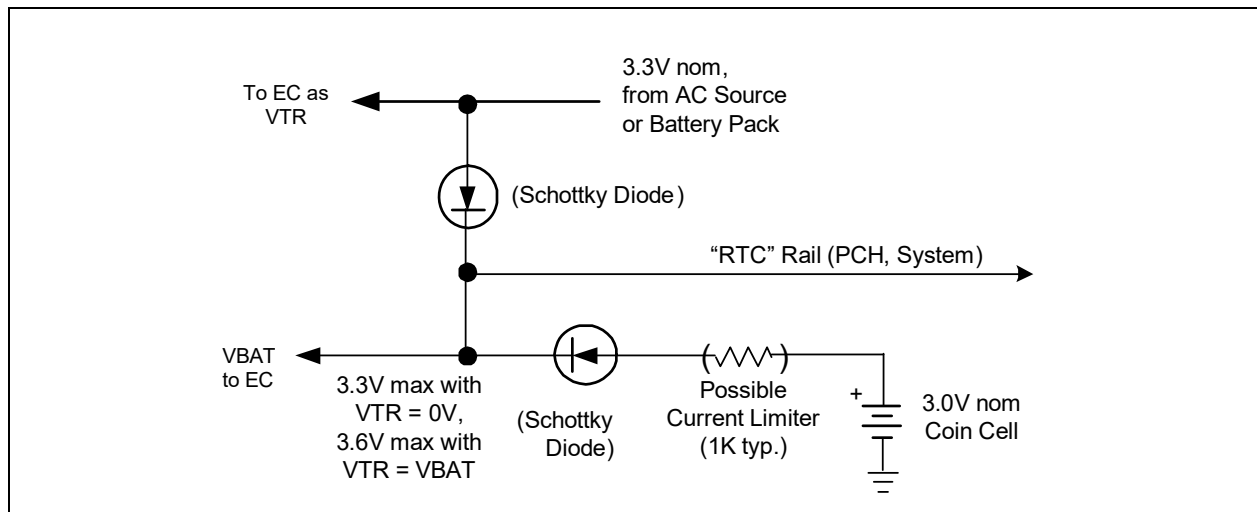 3.3V nom,
from AC Source
or Battery Pack
To EC as
VTR
(Schottky Diode)
“RTC” Rail (PCH, System)
VBAT
to EC
3.3V max with
VTR = 0V,
3.6V max with
VTR = VBAT
(Schottky
Diode)
Possible
Current Limiter
(1K typ.)
+
3.0V nom
Coin Cell